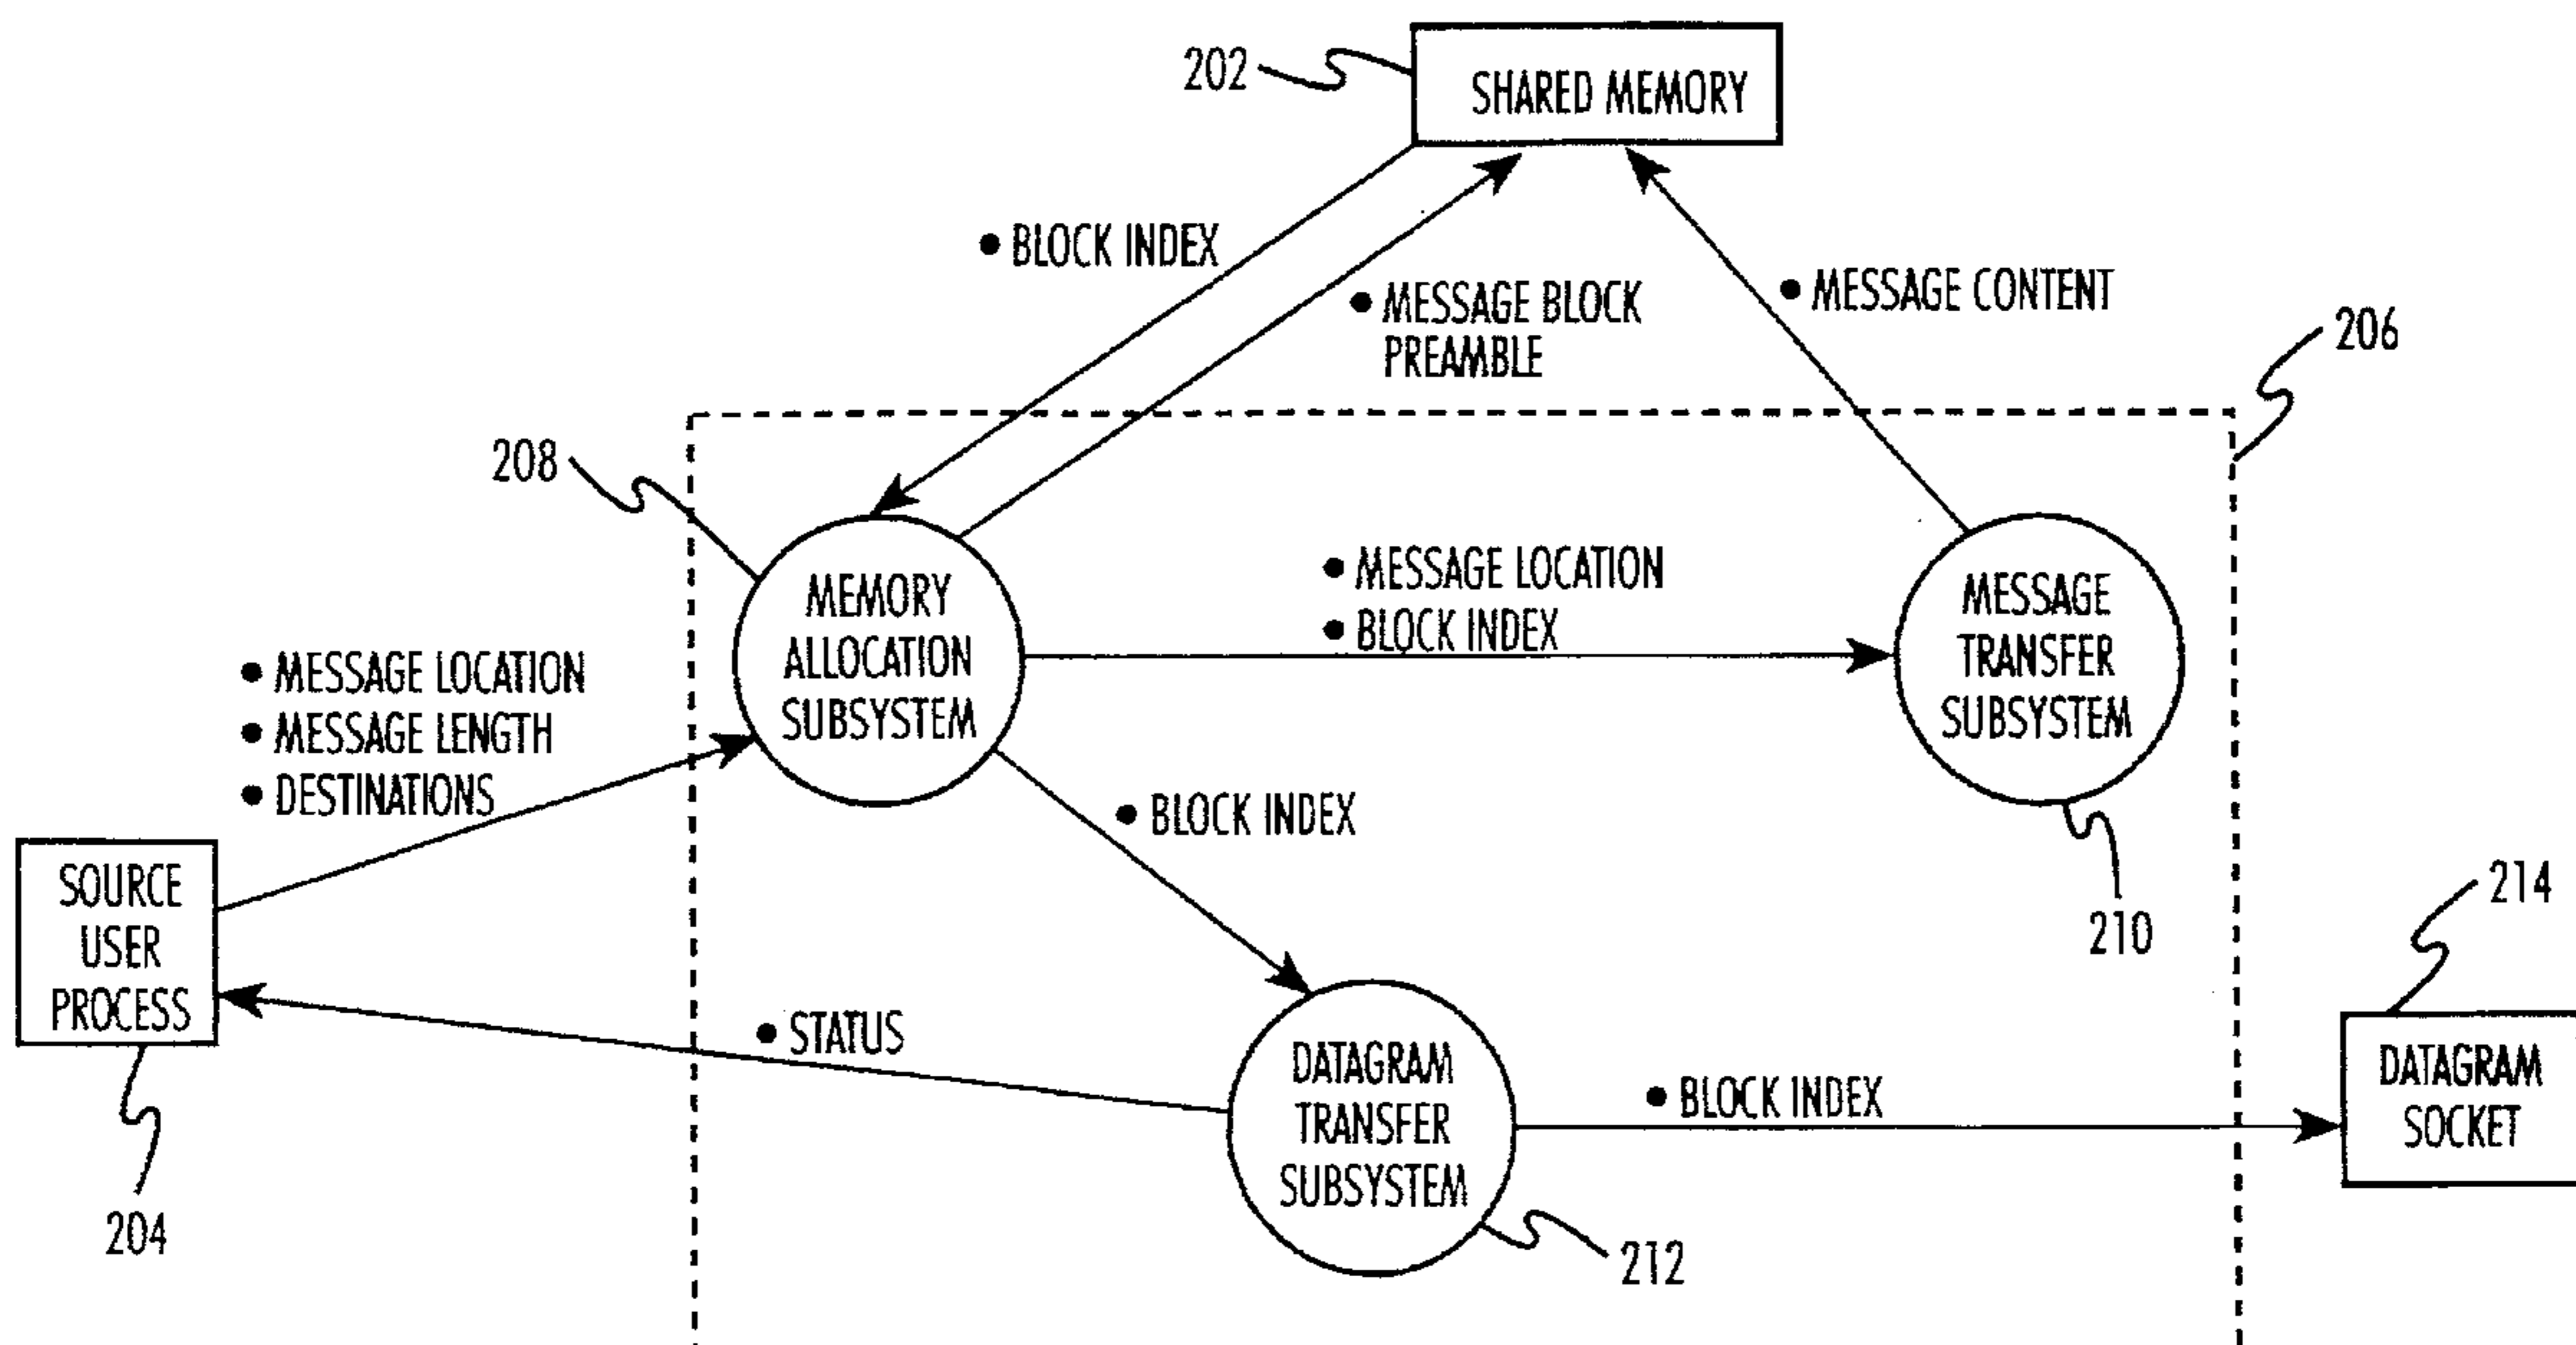 202
SHARED MEMORY
• BLOCK INDEX
• MESSAGE BLOCK
PREAMBLE
• MESSAGE CONTENT
206
208
MEMORY
ALLOCATION
SUBSYSTEM
• MESSAGE LOCATION
• BLOCK INDEX
MESSAGE
TRANSFER
SUBSYSTEM
210
• MESSAGE LOCATION
• MESSAGE LENGTH
• DESTINATIONS
SOURCE
USER
PROCESS
204
• BLOCK INDEX
• STATUS
DATAGRAM
TRANSFER
SUBSYSTEM
212
• BLOCK INDEX
214
DATAGRAM
SOCKET